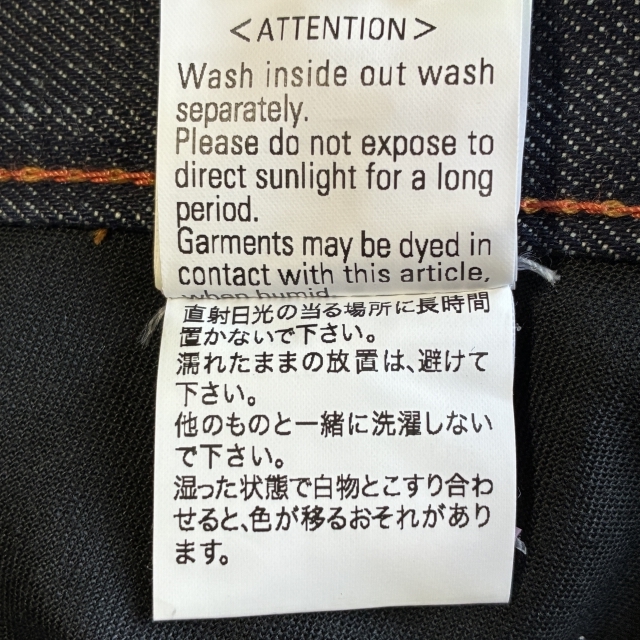 <ATTENTION>
Wash inside out wash
separately.
Please do not expose to
direct sunlight for a long
period.
Garments may be dyed in
contact with this article,
when humid
直射日光の当る場所に長時間
置かないで下さい。
濡れたままの放置は、避けて
下さい。
他のものと一緒に洗濯しない
で下さい。
湿った状態で白物とこすり合わ
せると、色が移るおそれがあり
ます。